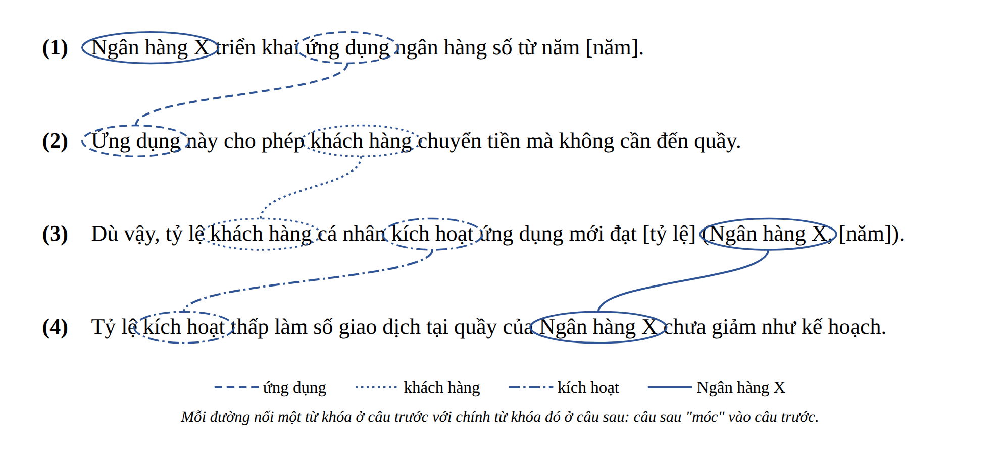 (1) Ngân hàng X triển khai ứng dụng ngân hàng số từ năm [năm].
(2) Ứng dụng này cho phép khách hàng chuyển tiền mà không cần đến quầy.
(3) Dù vậy, tỷ lệ khách hàng cá nhân kích hoạt ứng dụng mới đạt [tỷ lệ] (Ngân hàng X, [năm]).
(4) Tỷ lệ kích hoạt thấp làm số giao dịch tại quầy của Ngân hàng X chưa giảm như kế hoạch.
ứng dụng khách hàng kích hoạt Ngân hàng X
Mỗi đường nối một từ khóa ở câu trước với chính từ khóa đó ở câu sau: câu sau "móc" vào câu trước.